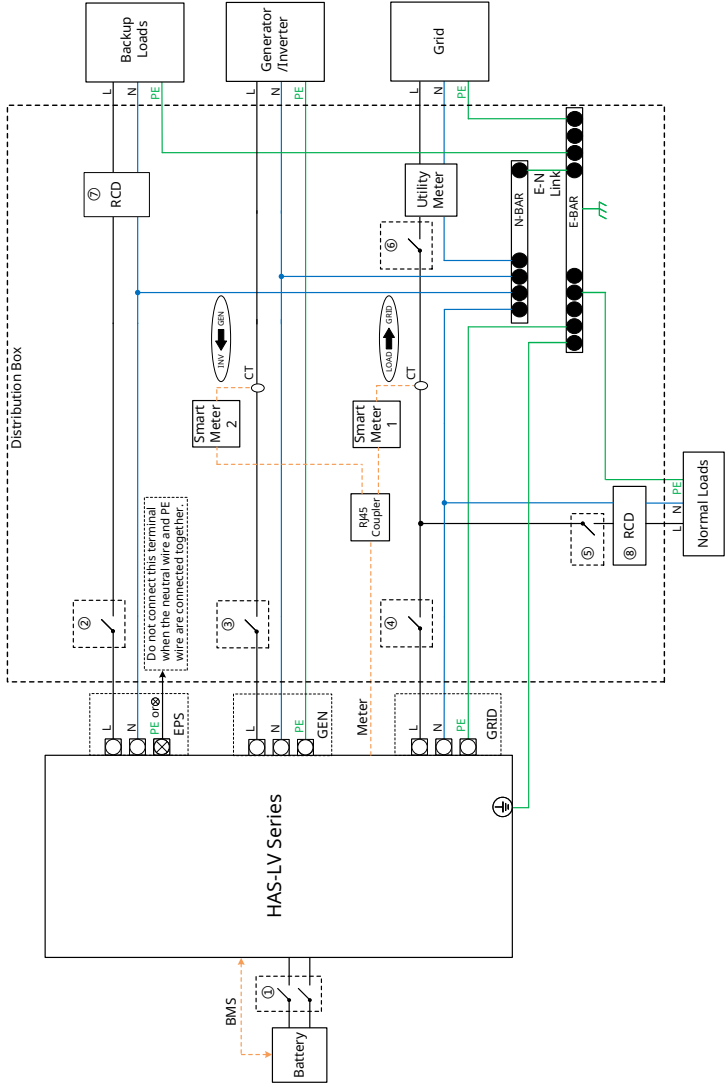 Backup
Loads
Generator
/Inverter
Grid
L
N
PE
L
N
PE
L
N
PE
Distribution Box
⑦
RCD
Utility
Meter
⑥
N-BAR
E-N
Link
E-BAR
INV
GEN
LOAD
GRID
CT
CT
Smart
Meter
2
Smart
Meter
1
RJ45
Coupler
Do not connect this terminal
when the neutral wire and PE
wire are connected together.
②
③
④
⑤
⑧
RCD
L
N
PE
Normal Loads
L
N
PE or⊗
EPS
L
N
PE
GEN
Meter
L
N
PE
GRID
HAS-LV Series
BMS
①
Battery